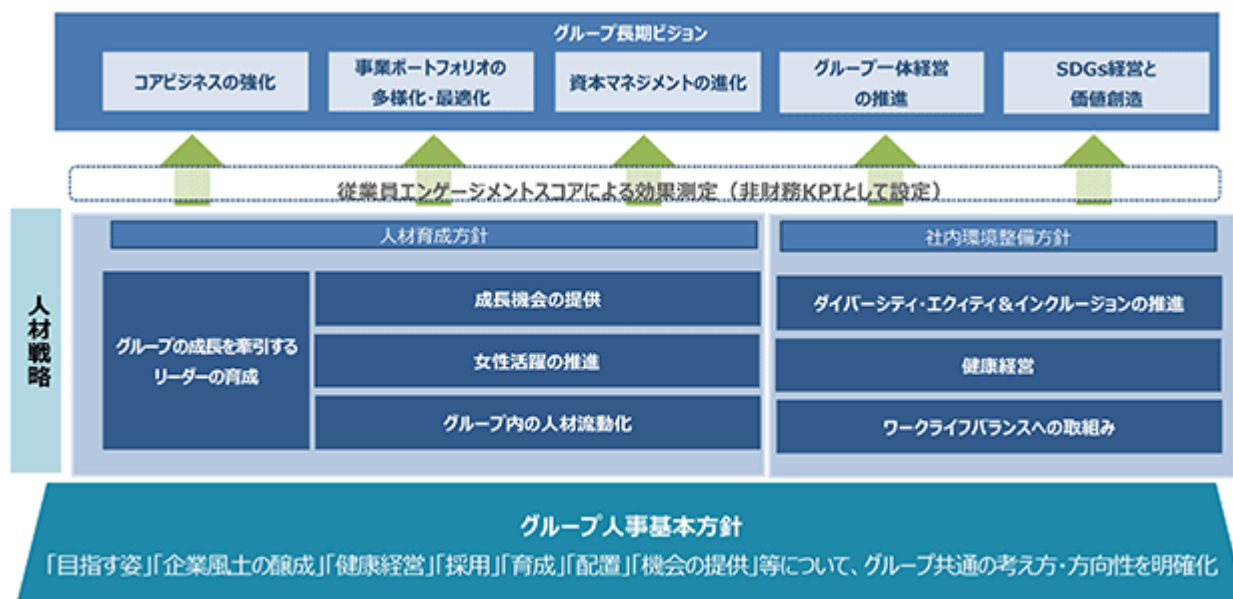 グループ長期ビジョン
コアビジネスの強化
事業ポートフォリオの
多様化・最適化
資本マネジメントの進化
グループ一体経営
の推進
SDGs経営と
価値創造
従業員エンゲージメントスコアによる効果測定（非財務KPIとして設定）
人材戦略
人材育成方針
グループの成長を牽引する
リーダーの育成
成長機会の提供
女性活躍の推進
グループ内の人材流動化
社内環境整備方針
ダイバーシティ・エクィティ＆インクルージョンの推進
健康経営
ワークライフバランスへの取組み
グループ人事基本方針
「目指す姿」「企業風土の醸成」「健康経営」「採用」「育成」「配置」「機会の提供」等について、グループ共通の考え方・方向性を明確化